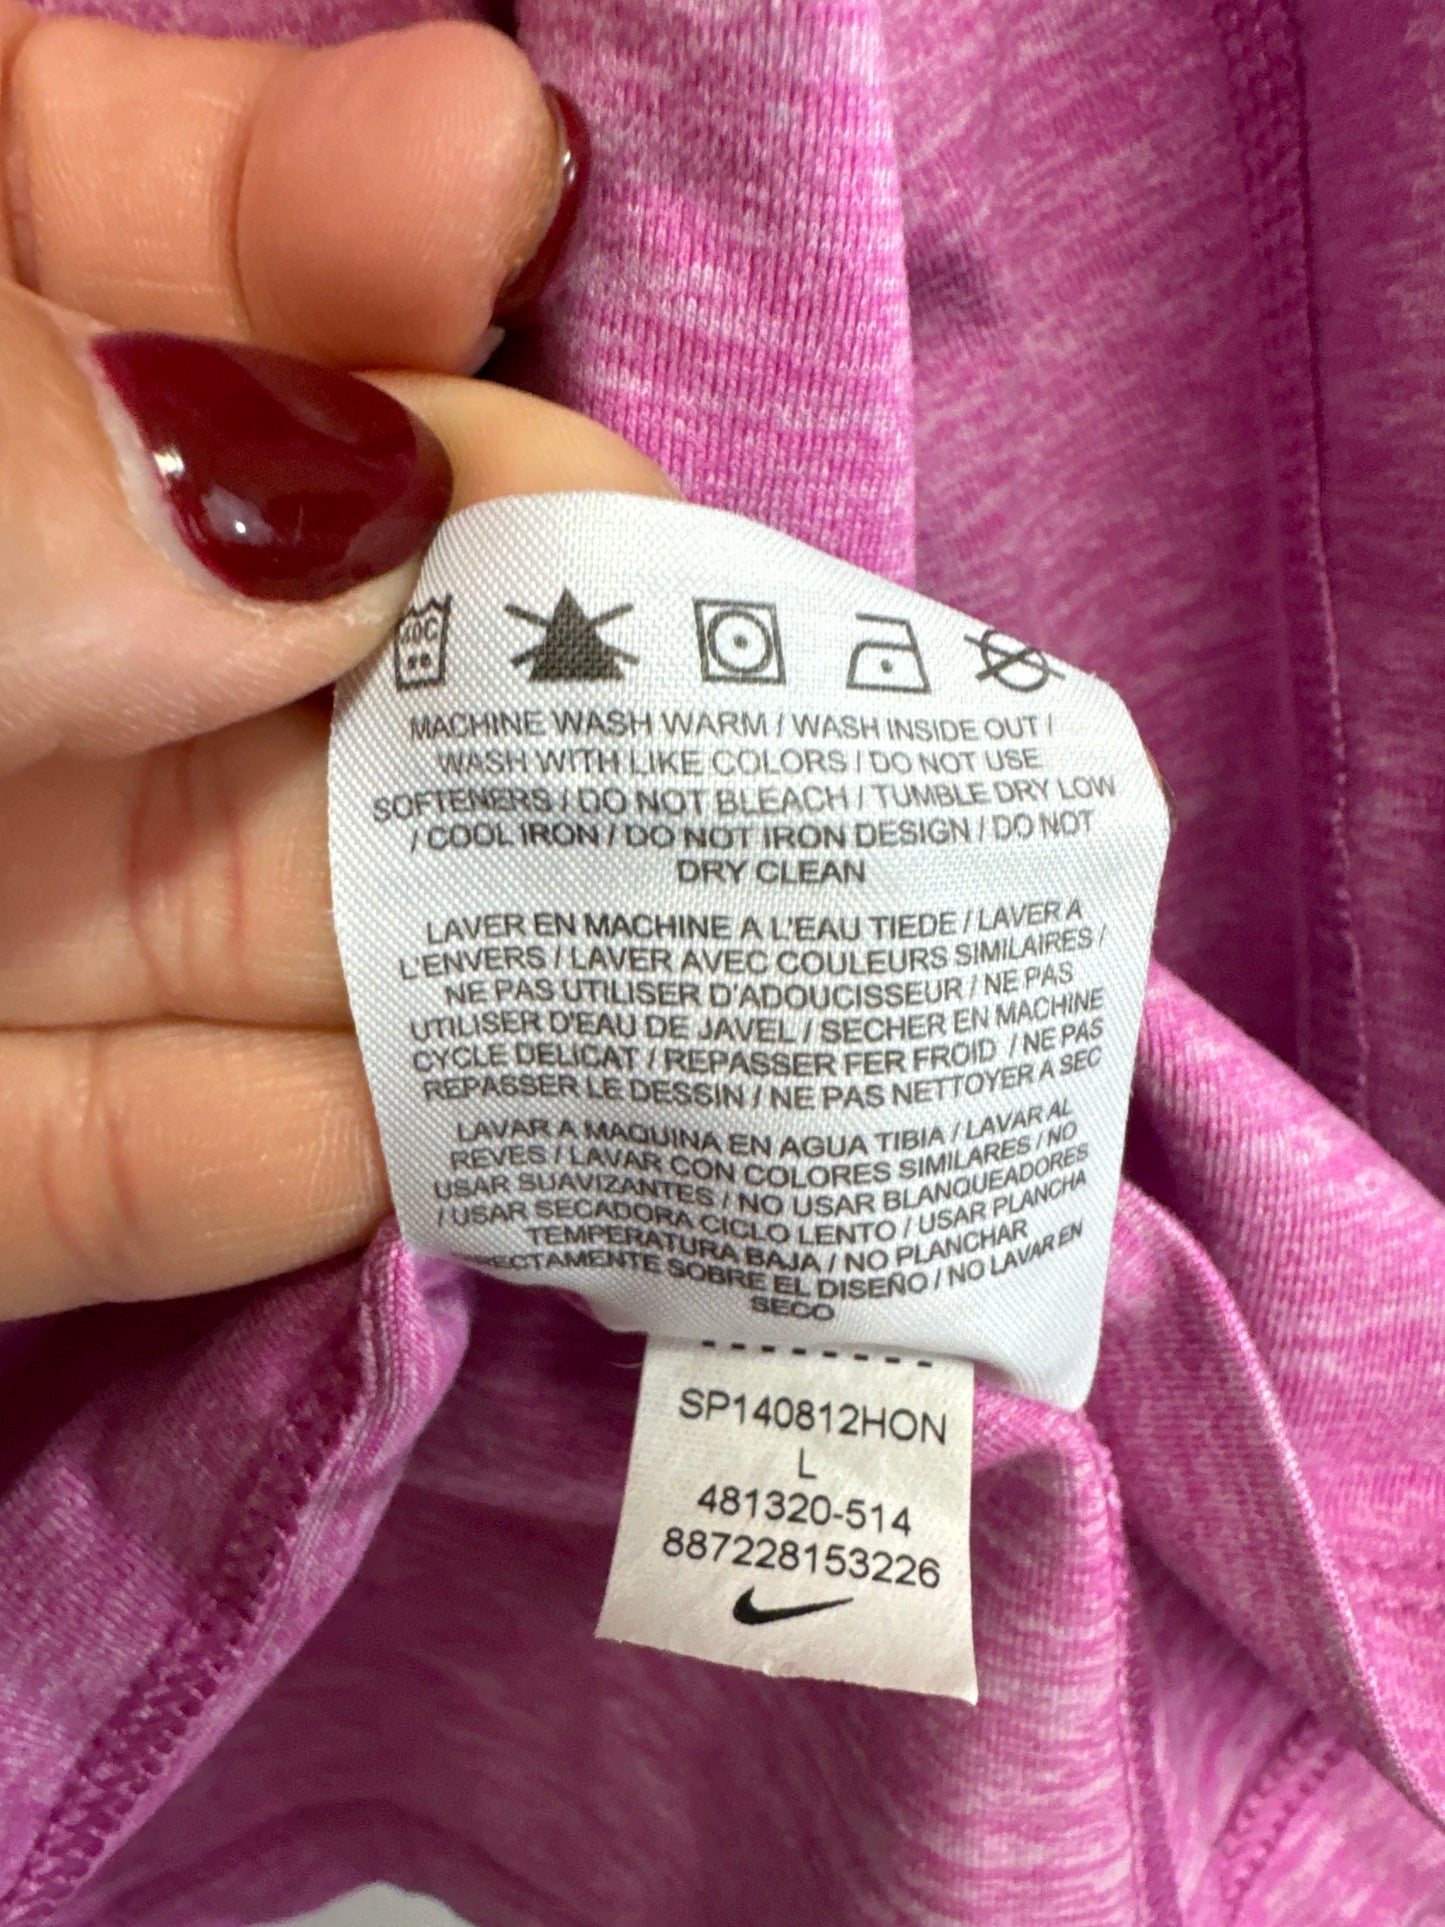 40C
MACHINE WASH WARM / WASH INSIDE OUT /
WASH WITH LIKE COLORS / DO NOT USE
SOFTENERS / DO NOT BLEACH / TUMBLE DRY LOW
/ COOL IRON / DO NOT IRON DESIGN / DO NOT
DRY CLEAN
LAVER EN MACHINE A L'EAU TIEDE / LAVER A
L'ENVERS / LAVER AVEC COULEURS SIMILAIRES /
NE PAS UTILISER D'ADOUCISSEUR / NE PAS
UTILISER D'EAU DE JAVEL / SECHER EN MACHINE
CYCLE DELICAT / REPASSER FER FROID / NE PAS
REPASSER LE DESSIN / NE PAS NETTOYER A SEC
LAVAR A MAQUINA EN AGUA TIBIA / LAVAR AL
REVES / LAVAR CON COLORES SIMILARES / NO
USAR SUAVIZANTES / NO USAR BLANQUEADORES
/ USAR SECADORA CICLO LENTO / USAR PLANCHA
TEMPERATURA BAJA / NO PLANCHAR
SOBRE EL DISEÑO / NO LAVAR EN
SECO
SP140812HON
L
481320-514
887228153226